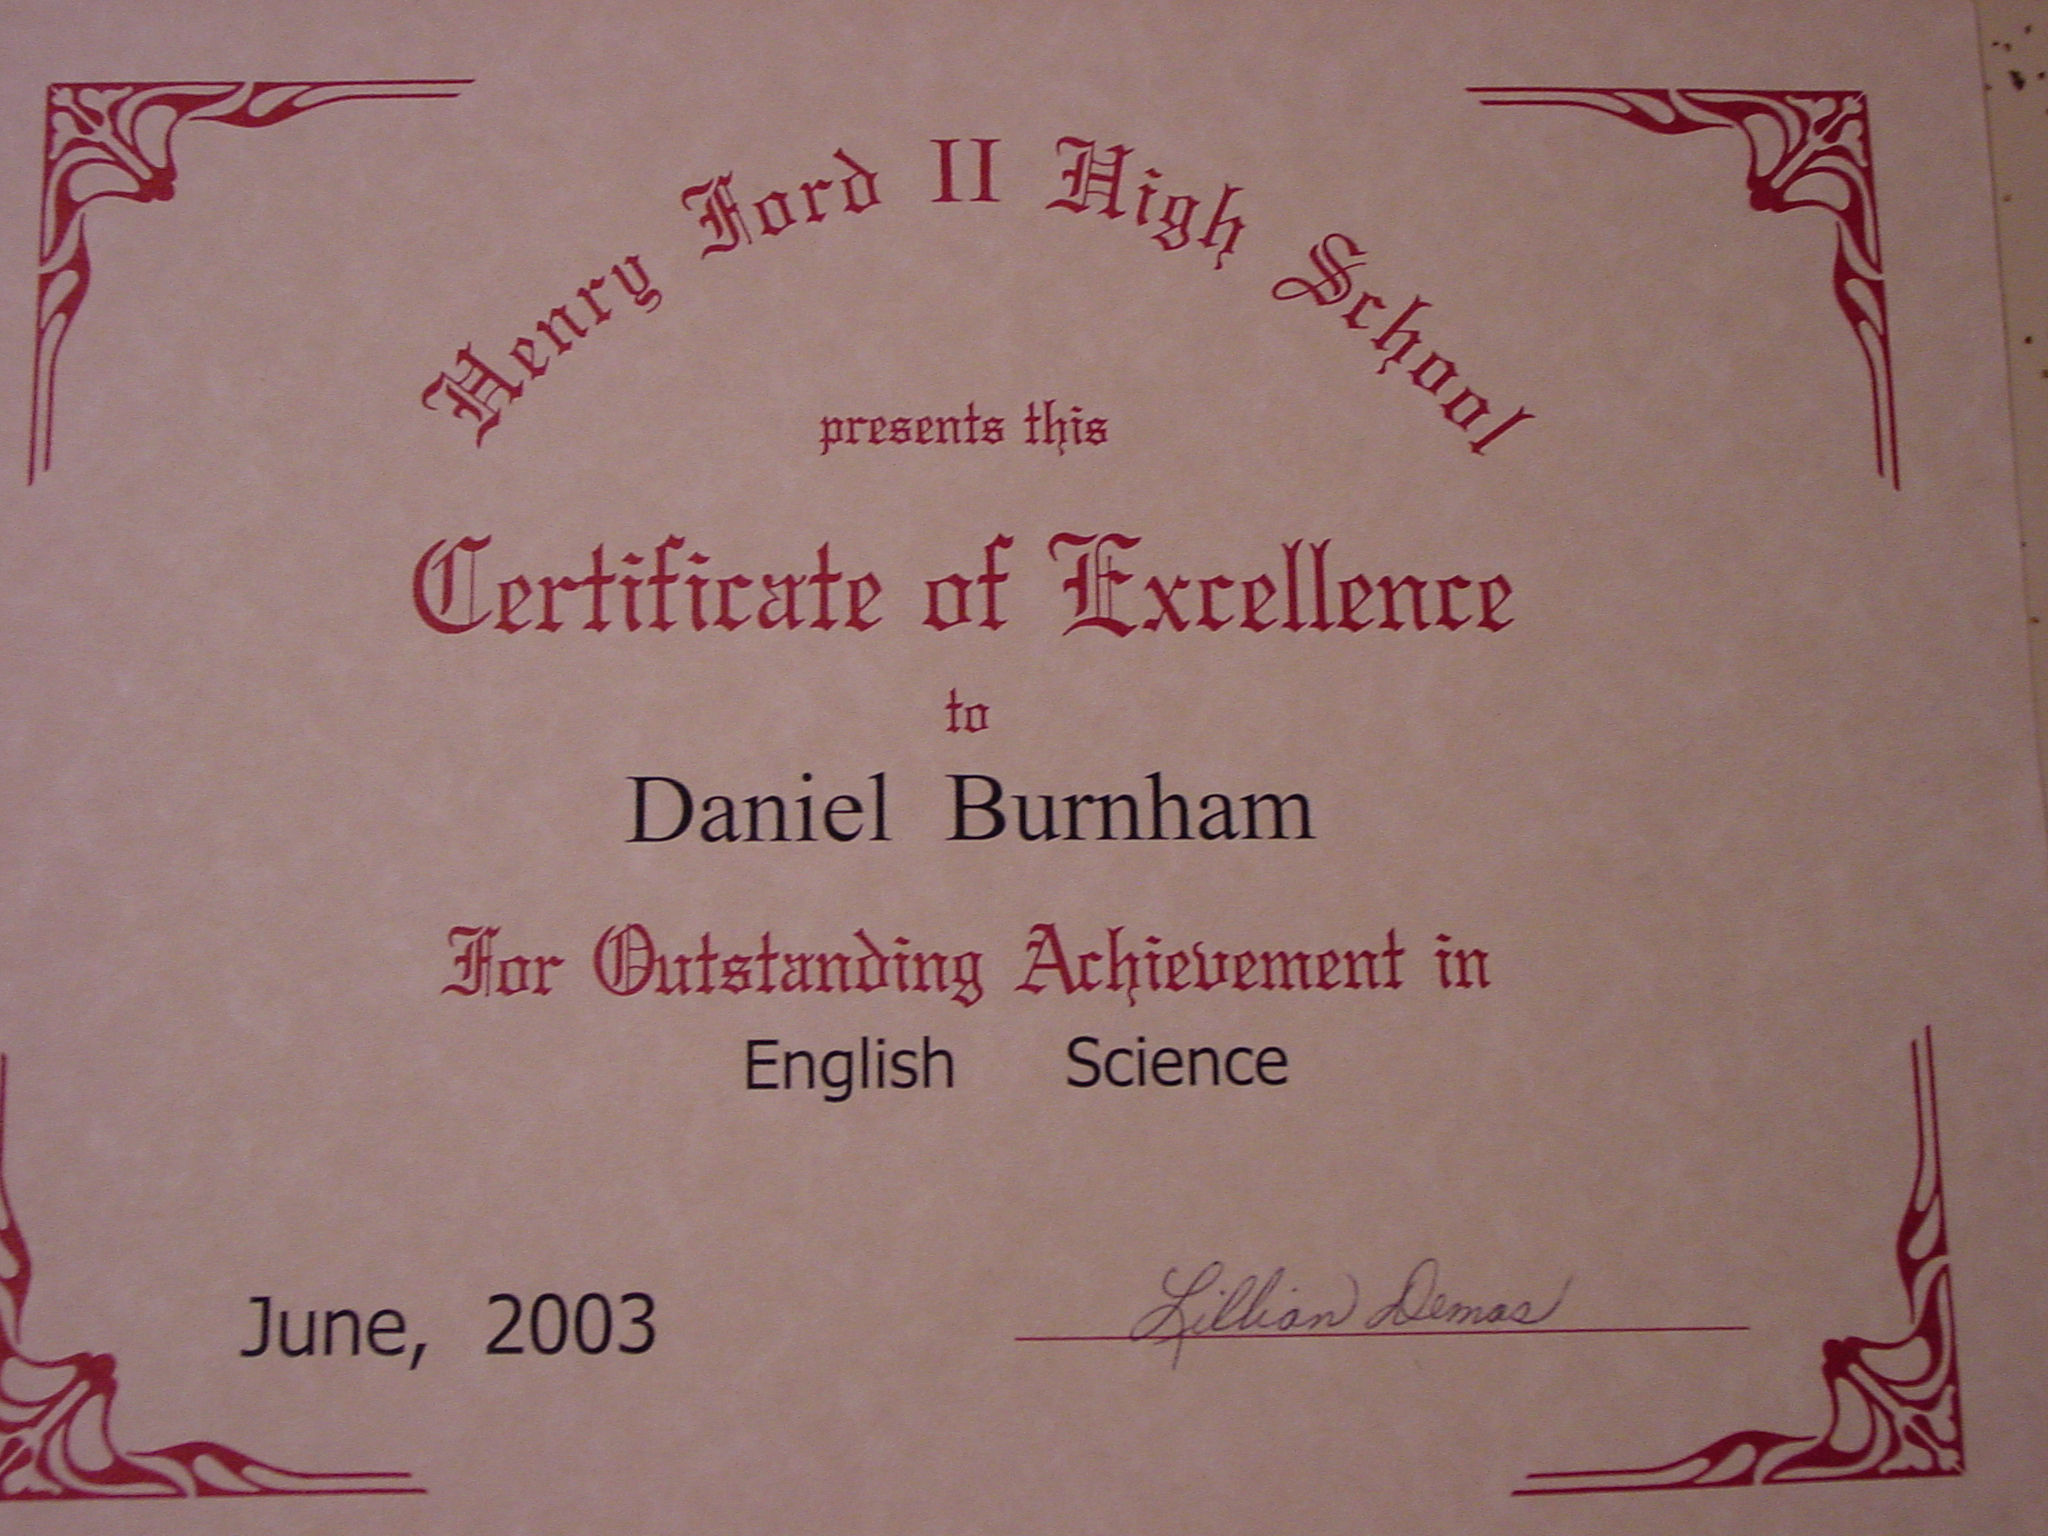 Henry Ford II High School
presents this
Certificate of Excellence
to
Daniel Burnham
For Outstanding Achievement in
English Science
June, 2003
Lillian Demas